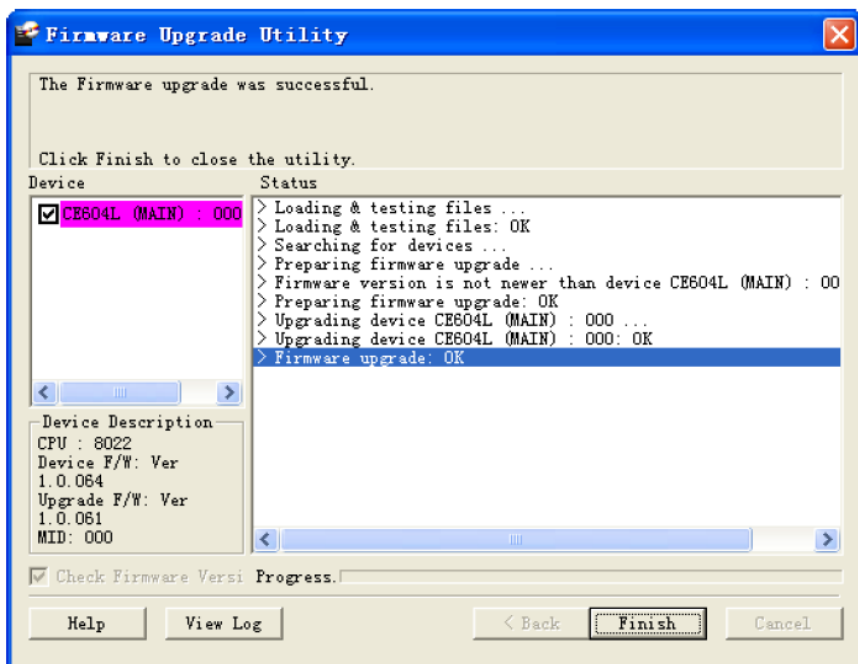 Firmware Upgrade Utility
The Firmware upgrade was successful.
Click Finish to close the utility.
Device
Status
CE604L (MAIN) : 000
> Loading & testing files ...
> Loading & testing files: OK
> Searching for devices ...
> Preparing firmware upgrade ...
> Firmware version is not newer than device CE604L (MAIN) : 00
> Preparing firmware upgrade: OK
> Upgrading device CE604L (MAIN) : 000 ...
> Upgrading device CE604L (MAIN) : 000: OK
> Firmware upgrade: OK
Device Description
CPU : 8022
Device F/W: Ver
1.0.064
Upgrade F/W: Ver
1.0.061
MID: 000
Check Firmware Versi
Progress.
Help
View Log
< Back
Finish
Cancel